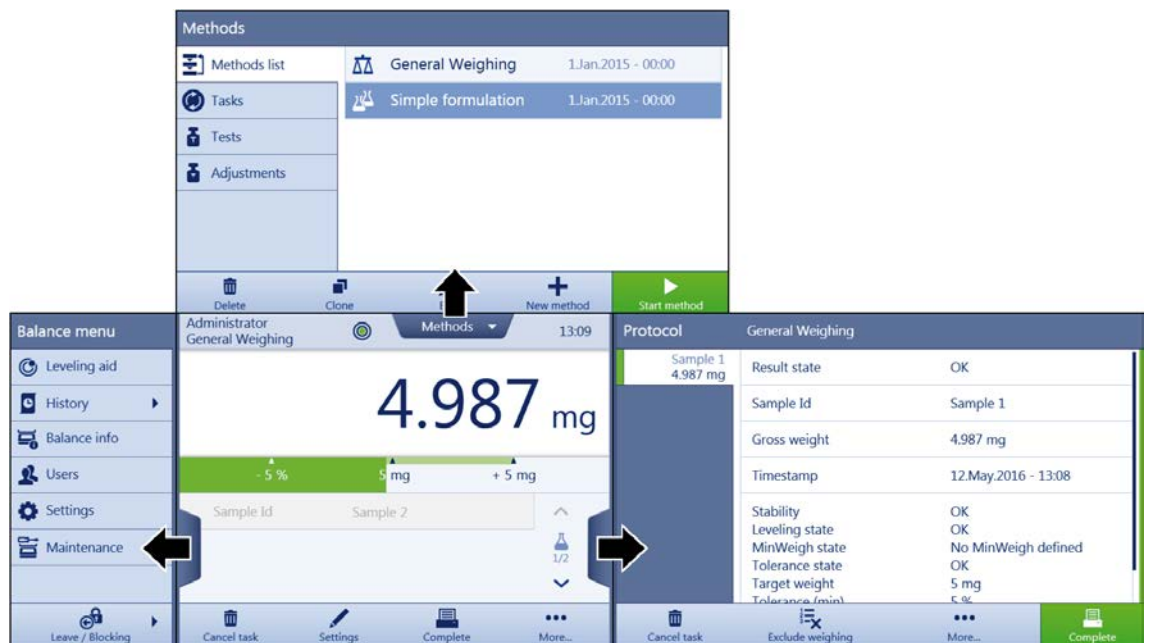 Methods
Methods list
Tasks
Tests
Adjustments
General Weighing 1.Jan.2015 - 00:00
Simple formulation 1.Jan.2015 - 00:00
Delete
Clone
New method
Start method
Balance menu
Leveling aid
History
Balance info
Users
Settings
Maintenance
Leave / Blocking
Administrator
General Weighing
Methods
13:09
4.987 mg
- 5 % 5 mg + 5 mg
Sample Id Sample 2
1/2
Cancel task
Settings
Complete
More...
Protocol
General Weighing
Sample 1
4.987 mg
Result state OK
Sample Id Sample 1
Gross weight 4.987 mg
Timestamp 12.May.2016 - 13:08
Stability OK
Leveling state OK
MinWeigh state No MinWeigh defined
Tolerance state OK
Target weight 5 mg
Tolerance (min) 5 %
Cancel task
Exclude weighing
More...
Complete